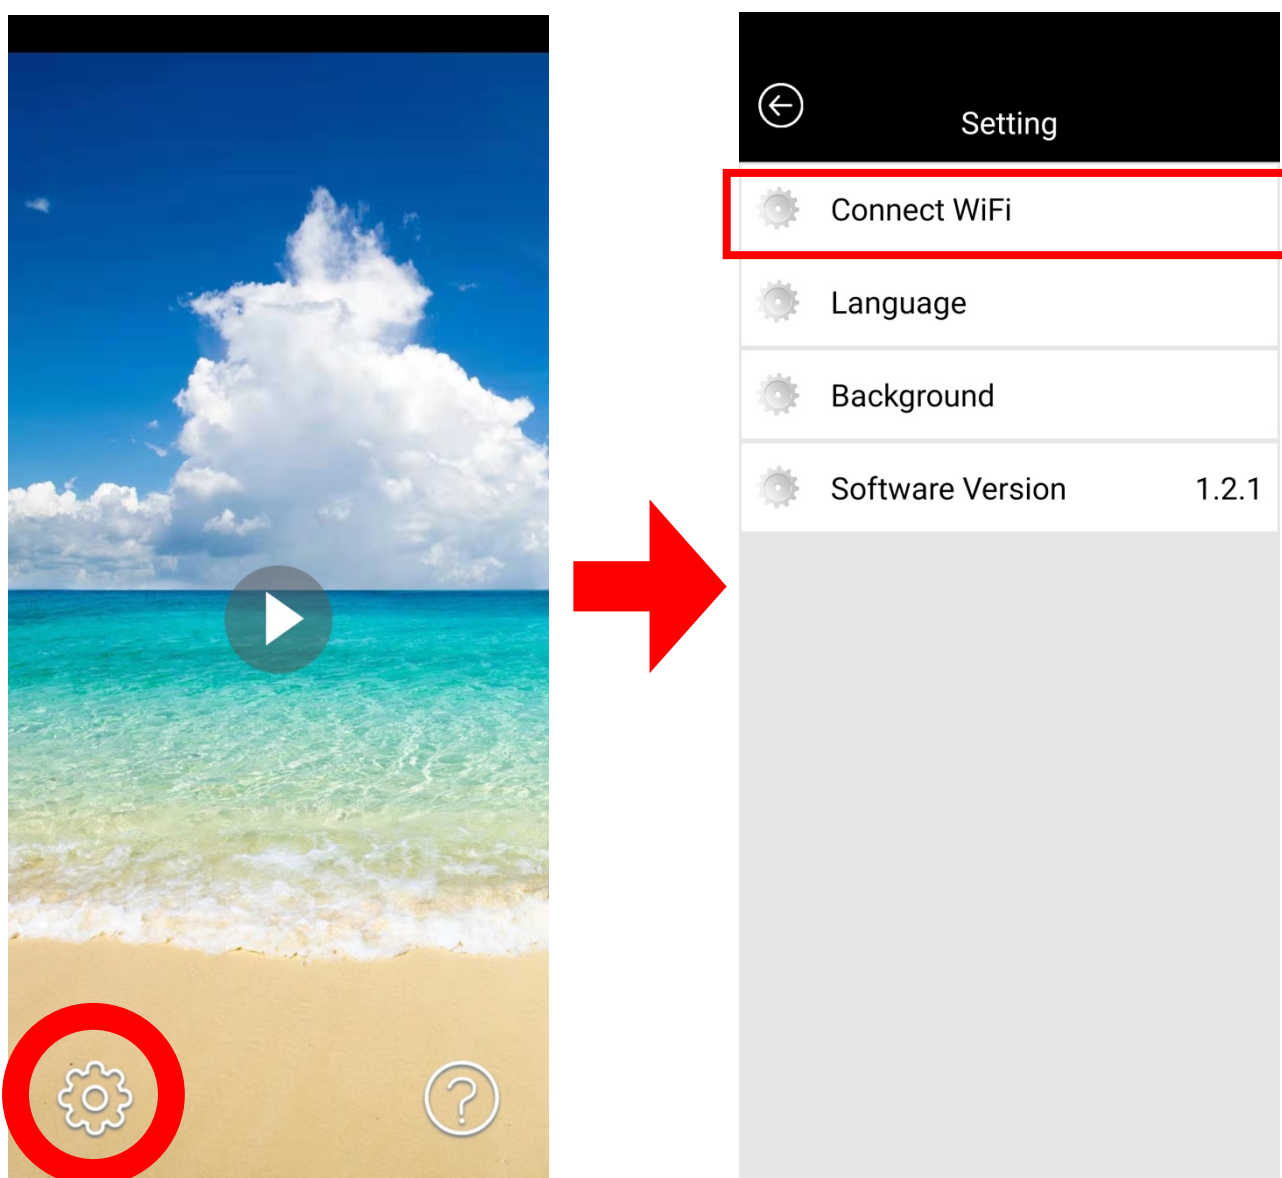 Setting
Connect WiFi
Language
Background
Software Version 1.2.1